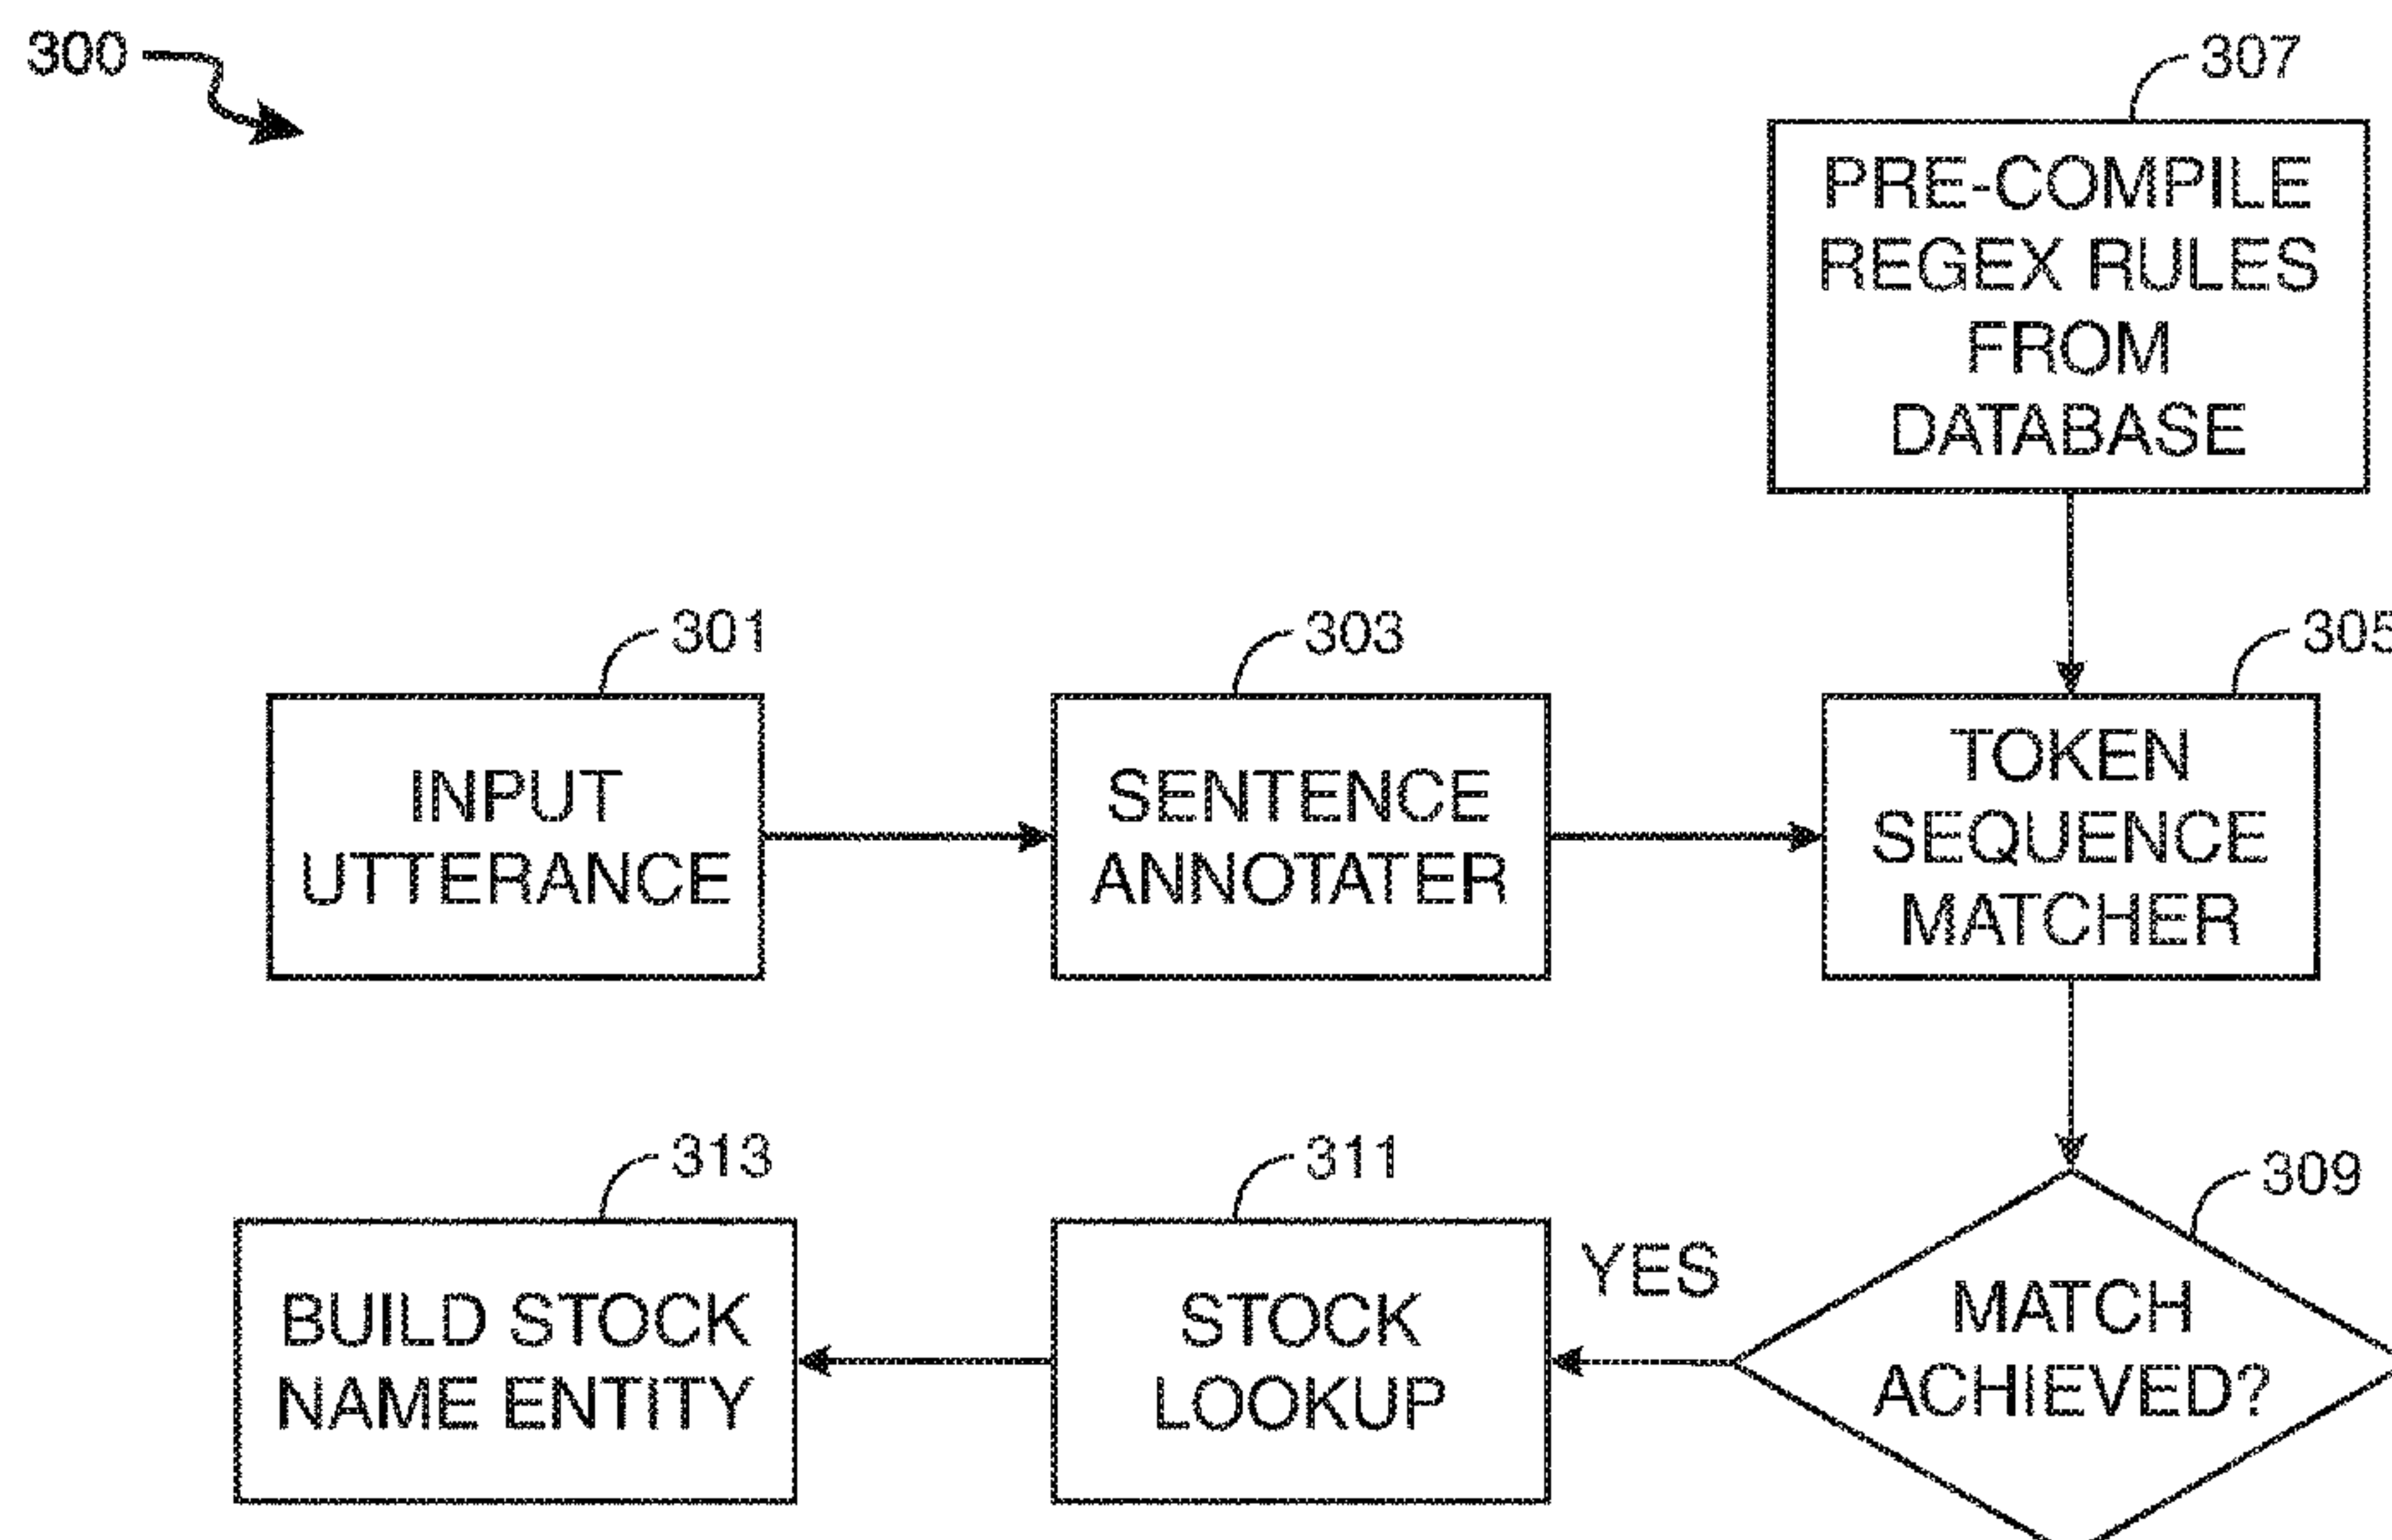 300
307
PRE-COMPILE
REGEX RULES
FROM
DATABASE
301
303
305
INPUT
UTTERANCE
SENTENCE
ANNOTATER
TOKEN
SEQUENCE
MATCHER
313
311
309
BUILD STOCK
NAME ENTITY
STOCK
LOOKUP
YES
MATCH
ACHIEVED?